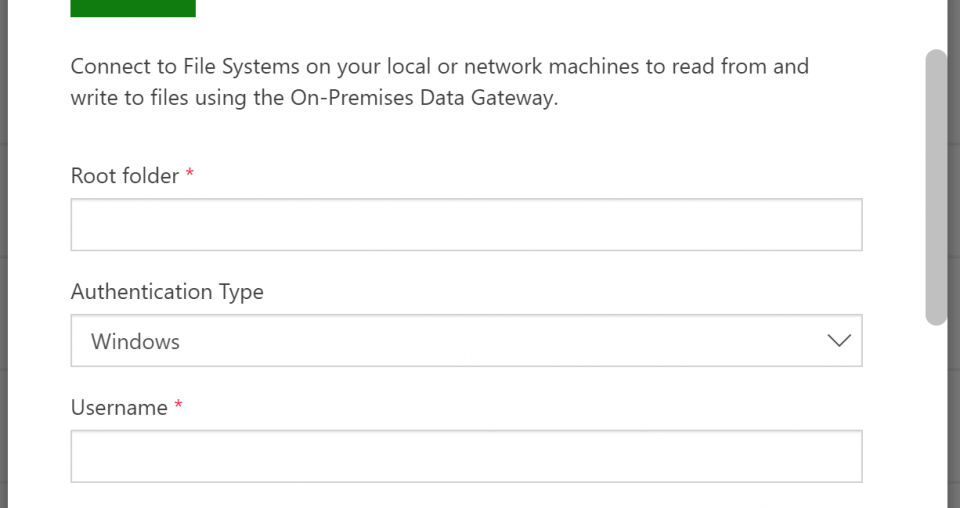 Connect to File Systems on your local or network machines to read from and
write to files using the On-Premises Data Gateway.
Root folder *
Authentication Type
Windows
Username *